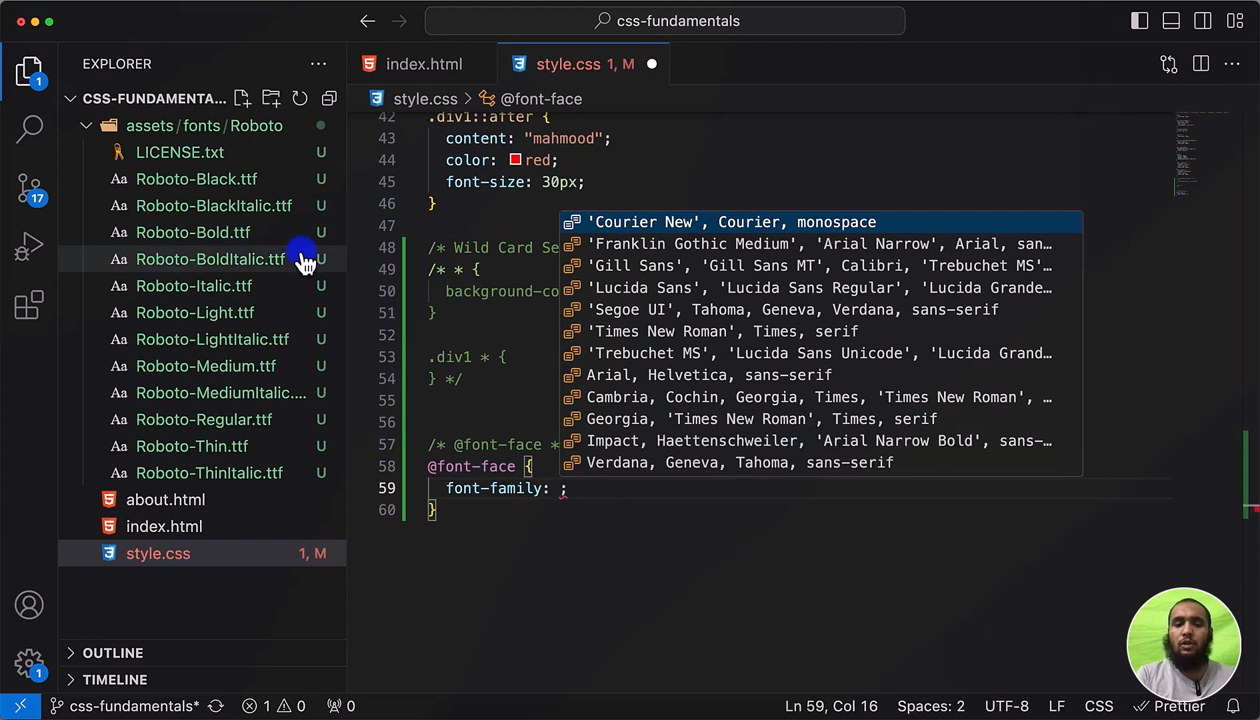 css-fundamentals
EXPLORER
index.html
style.css 1, M
CSS-FUNDAMENTA...
style.css > @font-face
assets/fonts/Roboto
LICENSE.txt U
Roboto-Black.ttf U
Roboto-BlackItalic.ttf U
Roboto-Bold.ttf U
Roboto-BoldItalic.ttf U
Roboto-Italic.ttf U
Roboto-Light.ttf U
Roboto-LightItalic.ttf U
Roboto-Medium.ttf U
Roboto-MediumItalic.... U
Roboto-Regular.ttf U
Roboto-Thin.ttf U
Roboto-ThinItalic.ttf U
about.html
index.html
style.css 1, M
OUTLINE
TIMELINE
1
17
1
42 .div1::after {
43 content: "mahmood";
44 color: red;
45 font-size: 30px;
46 }
47
48 /* Wild Card Se
49 /* * {
50 background-co
51 }
52
53 .div1 * {
54 } */
55
56
57 /* @font-face *
58 @font-face {
59 font-family: ;
60 }
'Courier New', Courier, monospace
'Franklin Gothic Medium', 'Arial Narrow', Arial, san…
'Gill Sans', 'Gill Sans MT', Calibri, 'Trebuchet MS'…
'Lucida Sans', 'Lucida Sans Regular', 'Lucida Grande…
'Segoe UI', Tahoma, Geneva, Verdana, sans-serif
'Times New Roman', Times, serif
'Trebuchet MS', 'Lucida Sans Unicode', 'Lucida Grand…
Arial, Helvetica, sans-serif
Cambria, Cochin, Georgia, Times, 'Times New Roman', …
Georgia, 'Times New Roman', Times, serif
Impact, Haettenschweiler, 'Arial Narrow Bold', sans-…
Verdana, Geneva, Tahoma, sans-serif
css-fundamentals* 1 0 0 Ln 59, Col 16 Spaces: 2 UTF-8 LF CSS Prettier